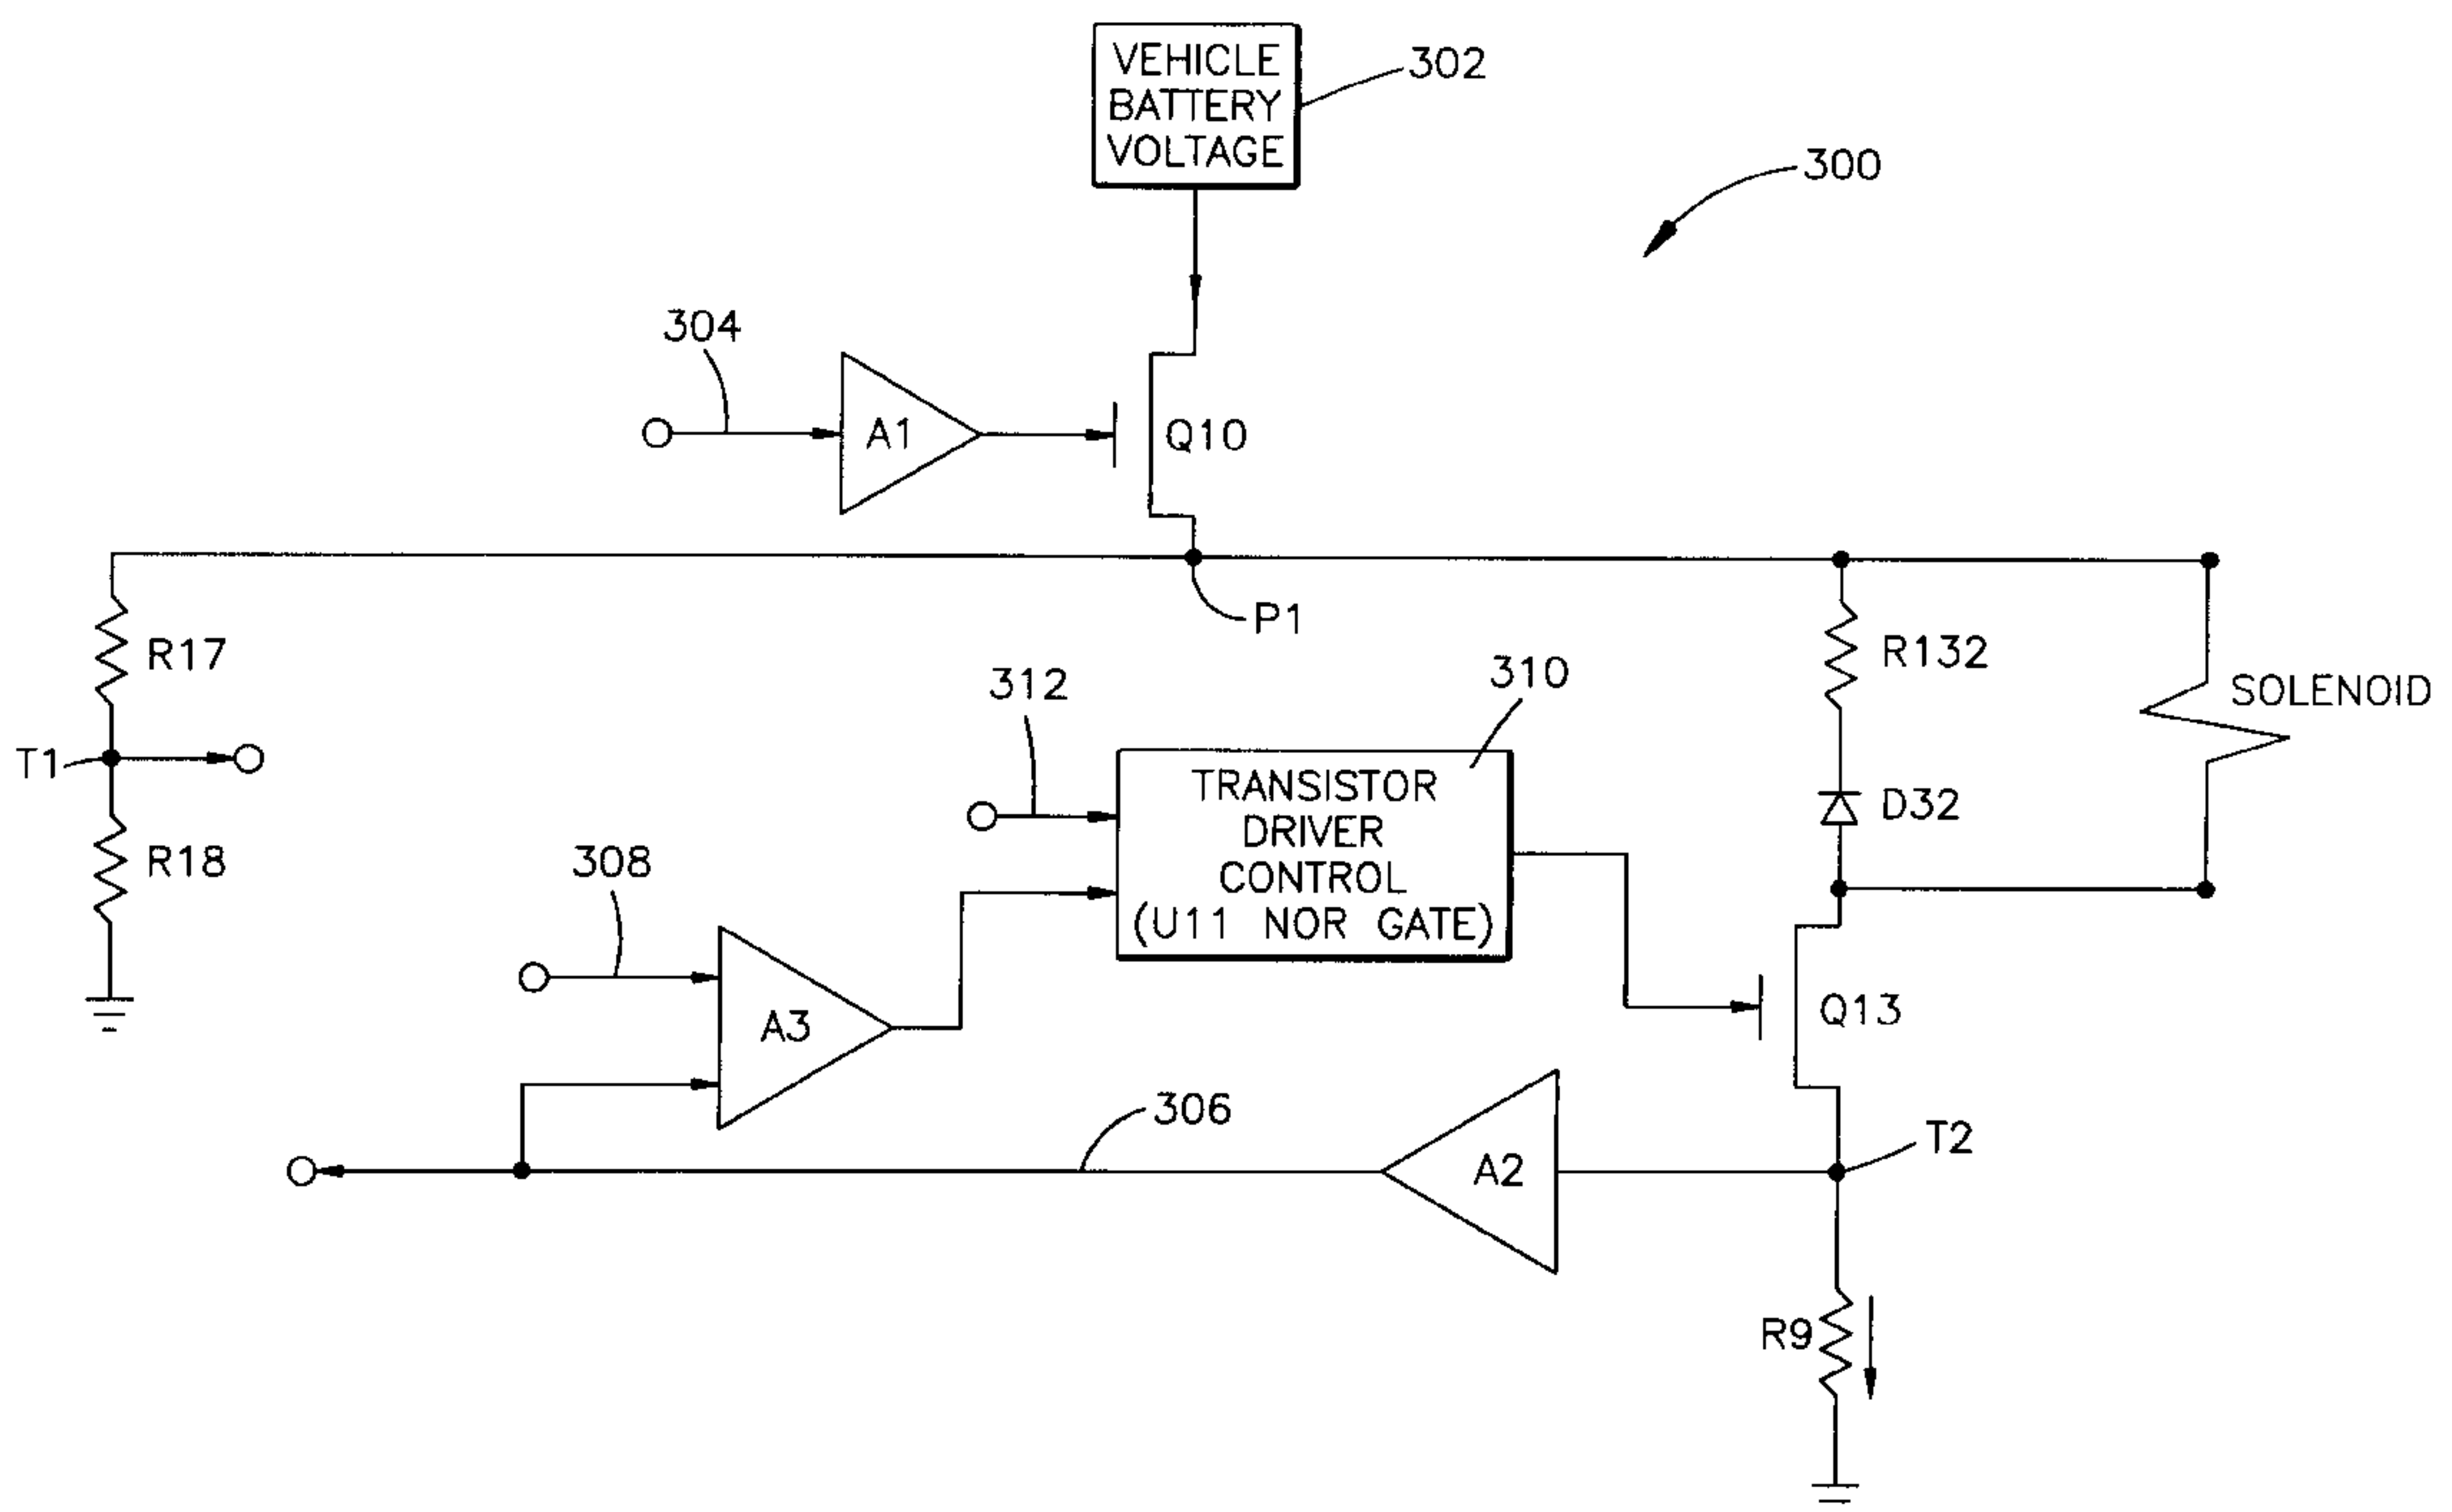 VEHICLE
BATTERY
VOLTAGE
302
300
304
A1
Q10
P1
R17
R132
312
310
SOLENOID
T1
TRANSISTOR
DRIVER
CONTROL
(U11 NOR GATE)
D32
R18
308
A3
Q13
306
T2
A2
R9